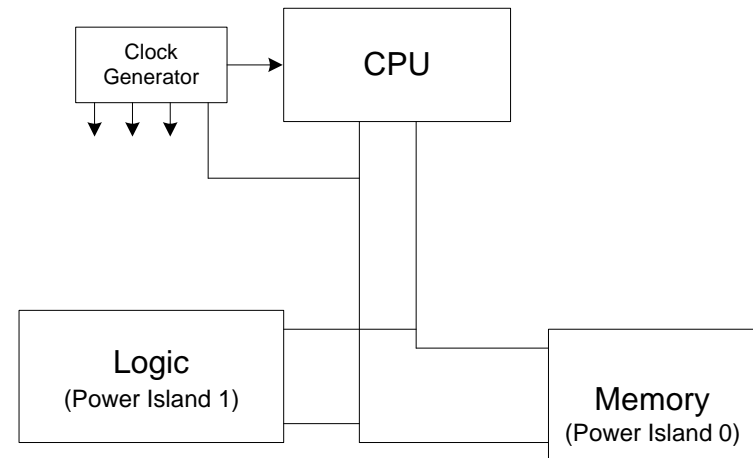 Clock
Generator
CPU
Logic
(Power Island 1)
Memory
(Power Island 0)